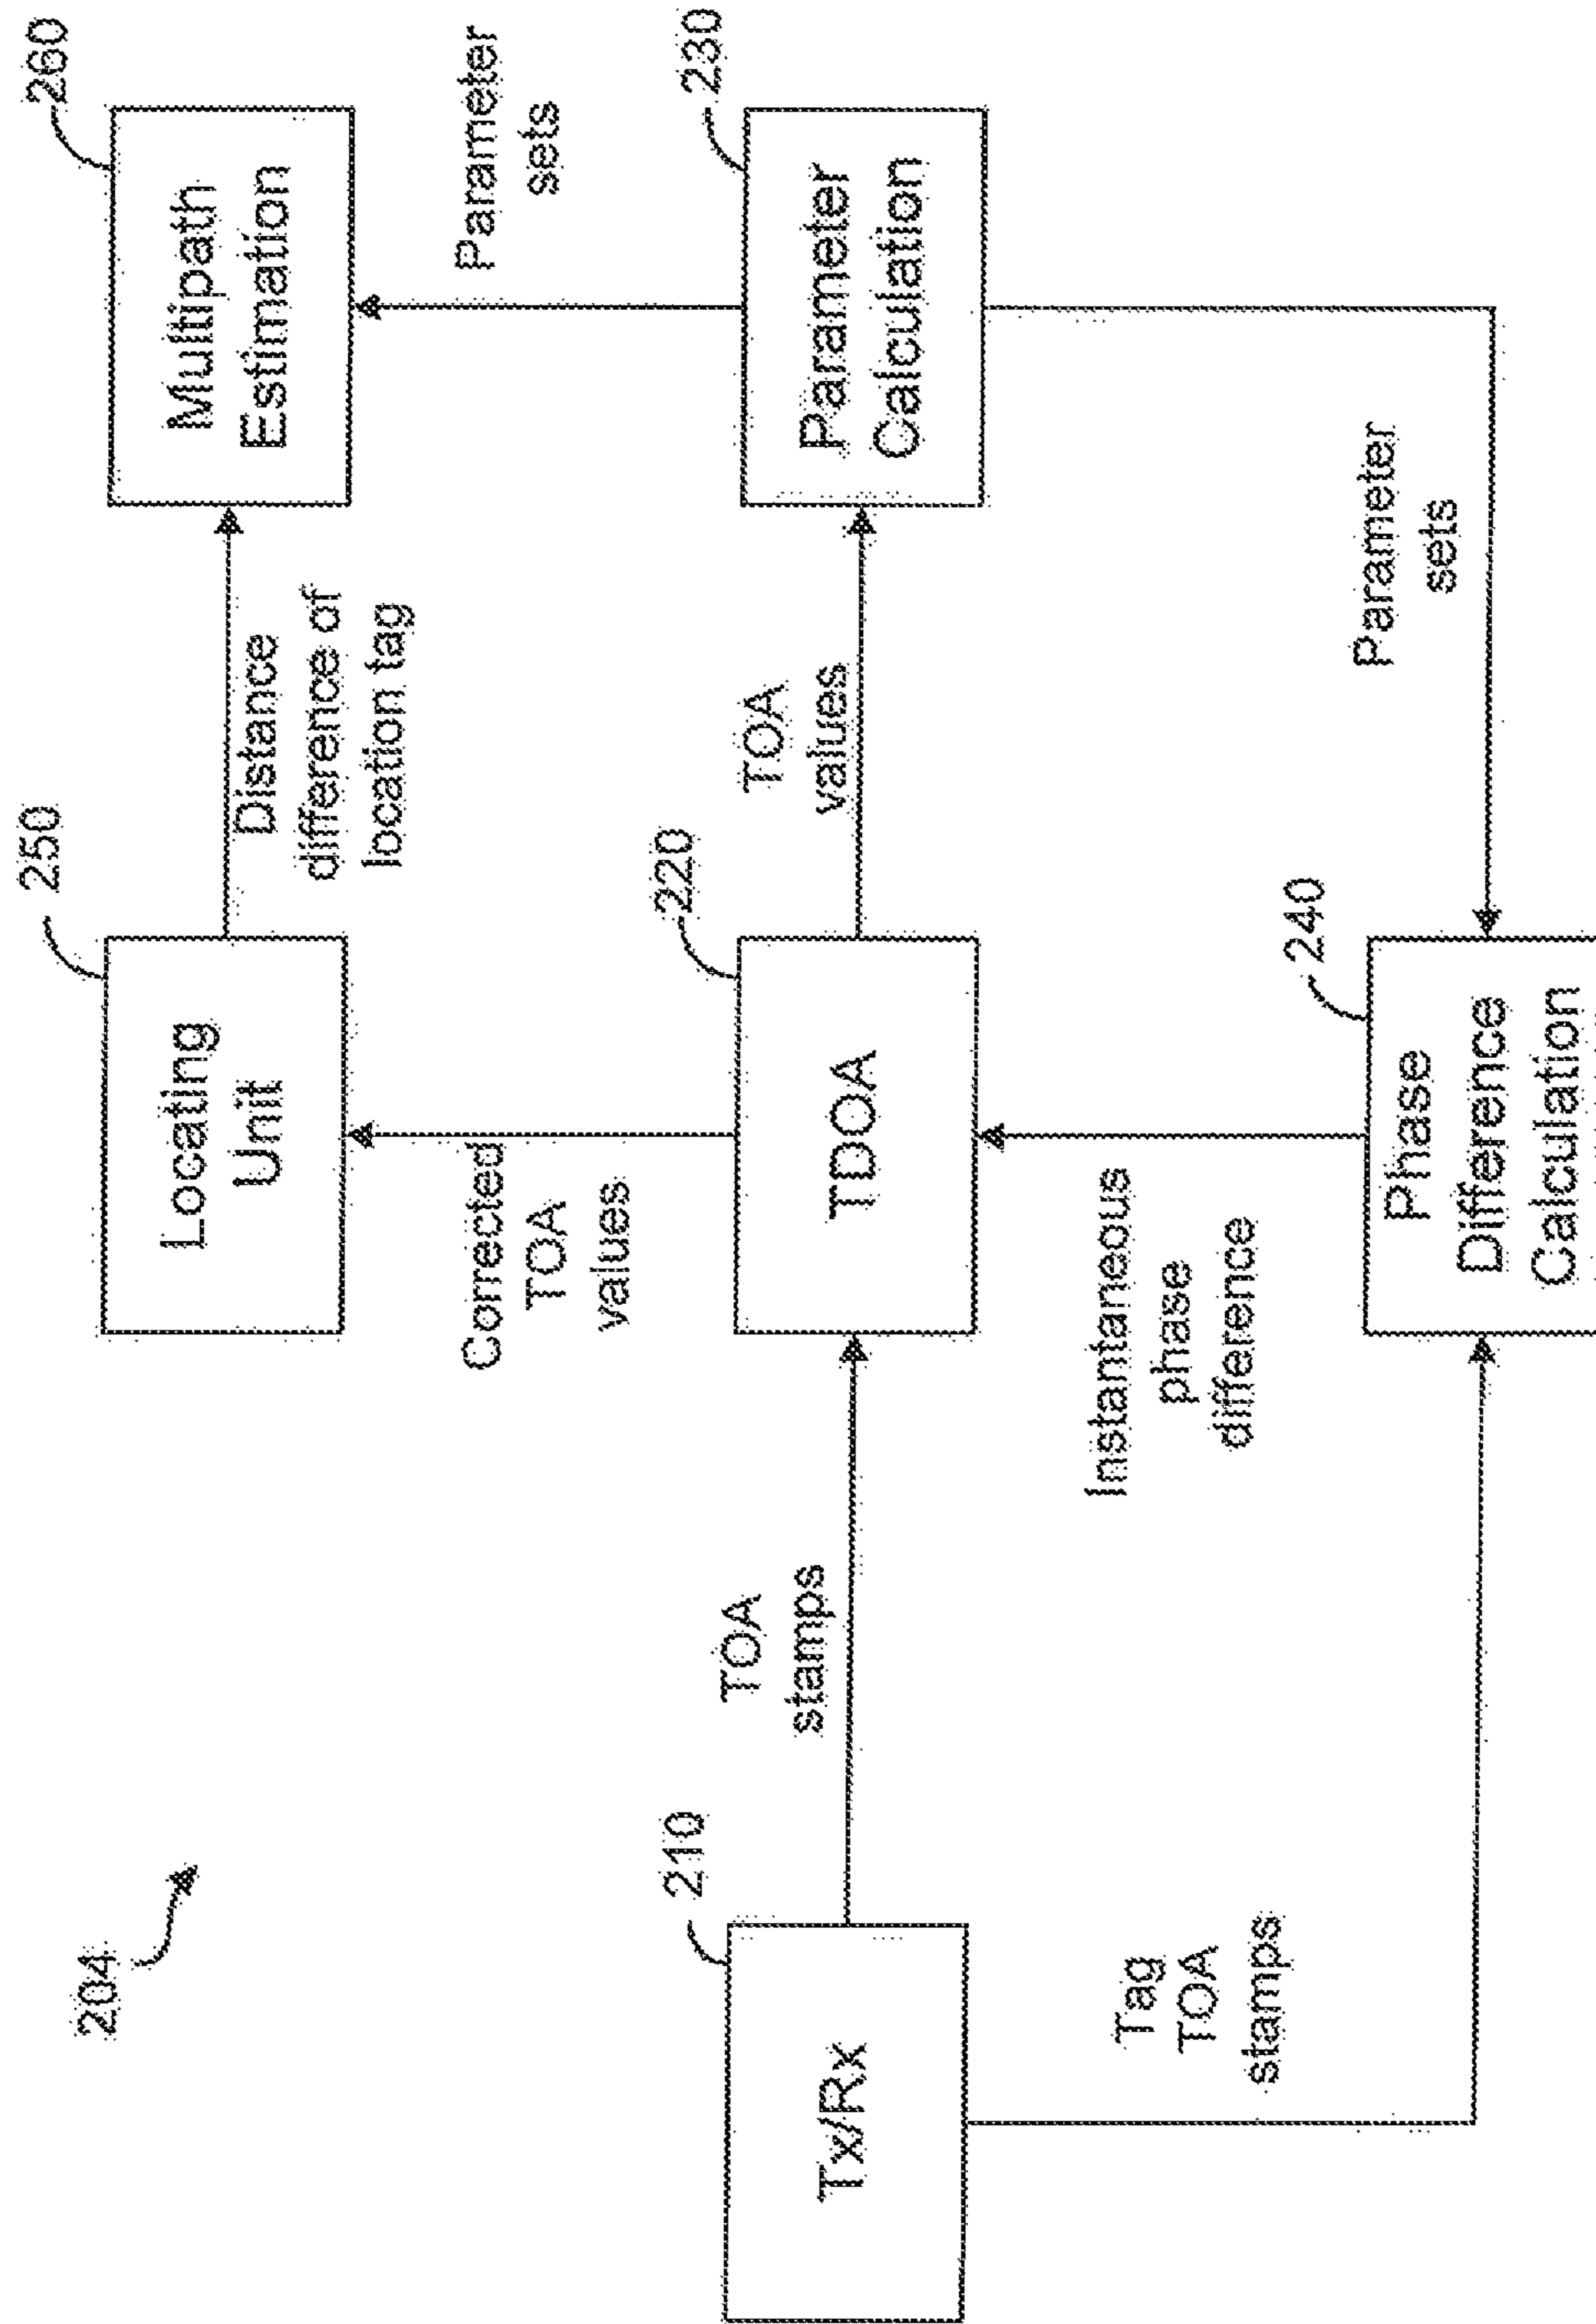 204
250
Locating
Unit
260
Multipath
Estimation
Distance
difference of
location tag
Corrected
TOA
values
Parameter
sets
210
Tx/Rx
TOA
stamps
220
TDOA
TOA
values
230
Parameter
Calculation
Tag
TOA
stamps
Instantaneous
phase
difference
240
Phase
Difference
Calculation
Parameter
sets